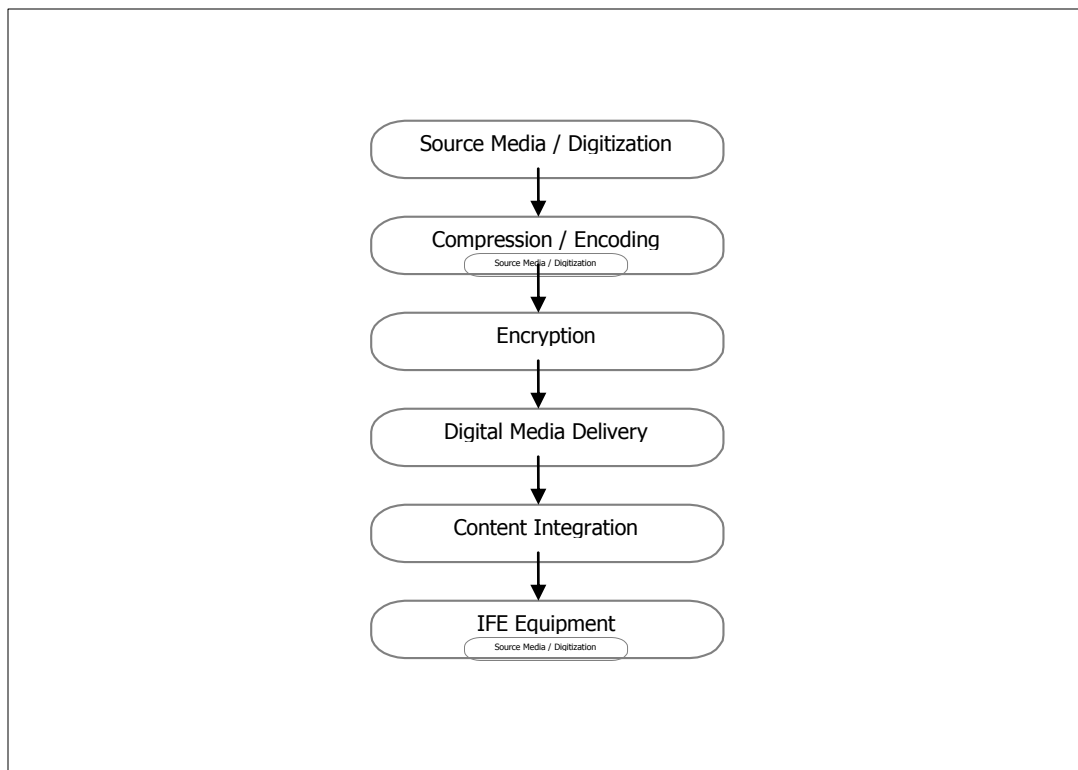 Source Media / Digitization
Compression / Encoding
Source Media / Digitization
Encryption
Digital Media Delivery
Content Integration
IFE Equipment
Source Media / Digitization